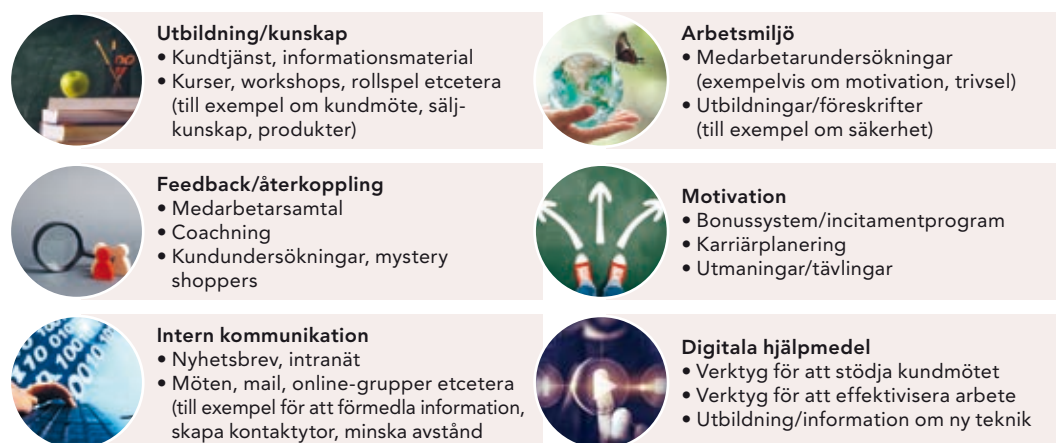 Utbildning/kunskap
• Kundtjänst, informationsmaterial
• Kurser, workshops, rollspel etcetera
(till exempel om kundmöte, sälj-
kunskap, produkter)
Arbetsmiljö
• Medarbetarundersökningar
(exempelvis om motivation, trivsel)
• Utbildningar/föreskrifter
(till exempel om säkerhet)
Feedback/återkoppling
• Medarbetarsamtal
• Coachning
• Kundundersökningar, mystery
shoppers
Motivation
• Bonussystem/incitamentprogram
• Karriärplanering
• Utmaningar/tävlingar
Intern kommunikation
• Nyhetsbrev, intranät
• Möten, mail, online-grupper etcetera
(till exempel för att förmedla information,
skapa kontaktytor, minska avstånd
Digitala hjälpmedel
• Verktyg för att stödja kundmötet
• Verktyg för att effektivisera arbete
• Utbildning/information om ny teknik